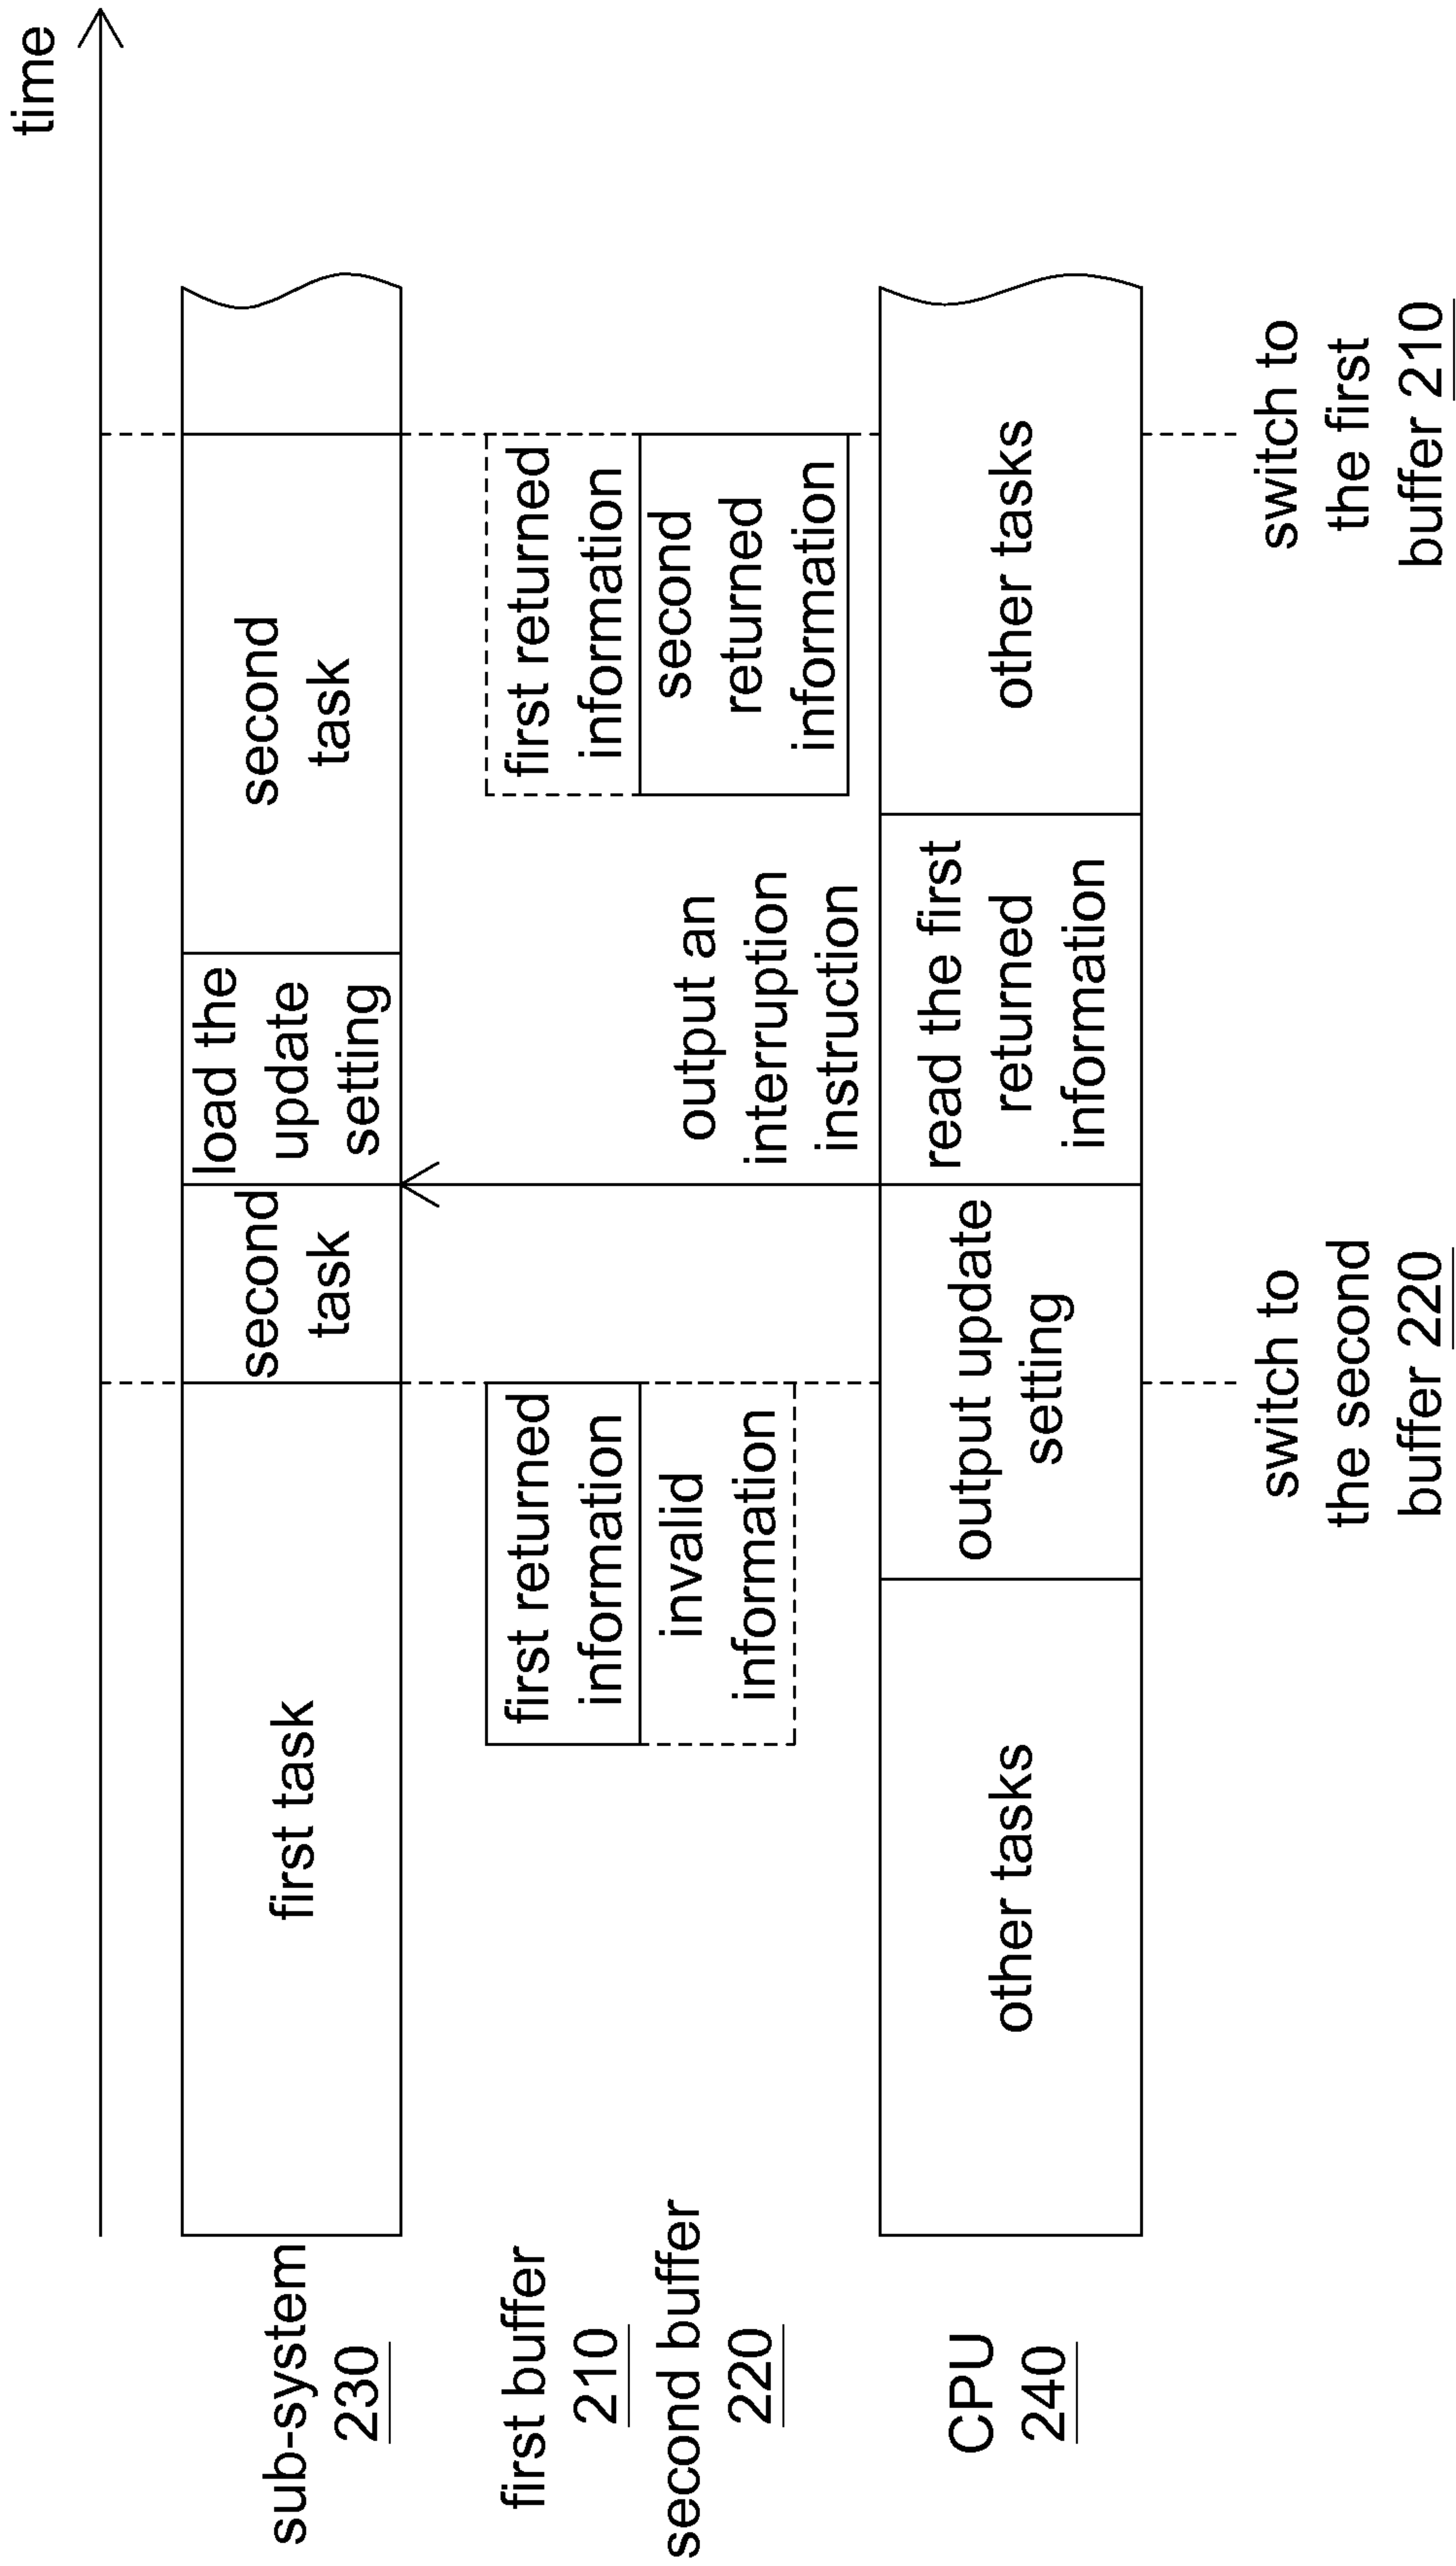 time
sub-system
230
first task
second
task
load the
update
setting
second
task
first buffer
210
second buffer
220
first returned
information
invalid
information
output an
interruption
instruction
first returned
information
second
returned
information
CPU
240
other tasks
output update
setting
read the first
returned
information
other tasks
switch to
the second
buffer 220
switch to
the first
buffer 210